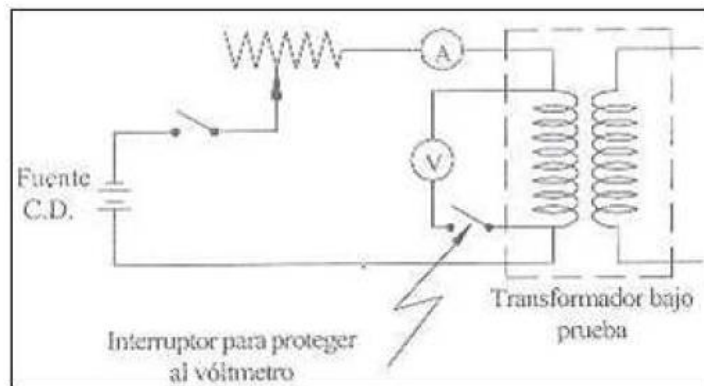 A
V
Fuente
C.D.
Transformador bajo
prueba
Interruptor para proteger
al vóltmetro